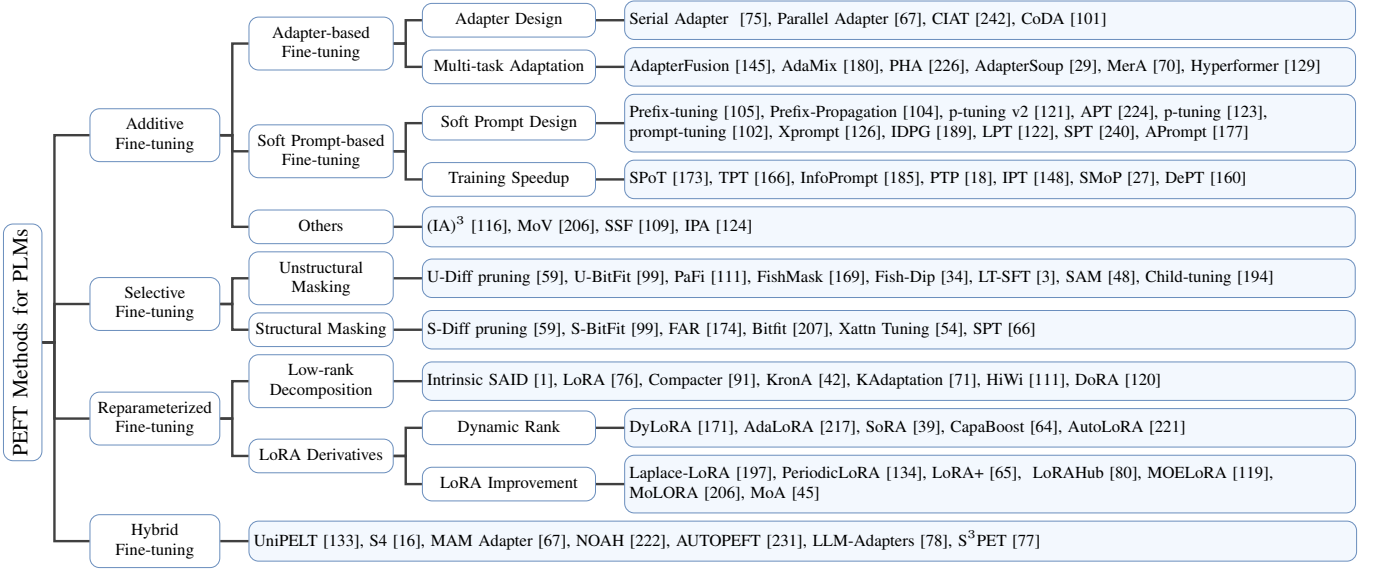 PEFT Methods for PLMs
Additive
Fine-tuning
Adapter-based
Fine-tuning
Adapter Design
Serial Adapter [75], Parallel Adapter [67], CIAT [242], CoDA [101]
Multi-task Adaptation
AdapterFusion [145], AdaMix [180], PHA [226], AdapterSoup [29], MerA [70], Hyperformer [129]
Soft Prompt-based
Fine-tuning
Soft Prompt Design
Prefix-tuning [105], Prefix-Propagation [104], p-tuning v2 [121], APT [224], p-tuning [123],
prompt-tuning [102], Xprompt [126], IDPG [189], LPT [122], SPT [240], APrompt [177]
Training Speedup
SPoT [173], TPT [166], InfoPrompt [185], PTP [18], IPT [148], SMoP [27], DePT [160]
Others
(IA)³ [116], MoV [206], SSF [109], IPA [124]
Selective
Fine-tuning
Unstructural
Masking
U-Diff pruning [59], U-BitFit [99], PaFi [111], FishMask [169], Fish-Dip [34], LT-SFT [3], SAM [48], Child-tuning [194]
Structural Masking
S-Diff pruning [59], S-BitFit [99], FAR [174], Bitfit [207], Xattn Tuning [54], SPT [66]
Reparameterized
Fine-tuning
Low-rank
Decomposition
Intrinsic SAID [1], LoRA [76], Compacter [91], KronA [42], KAdaptation [71], HiWi [111], DoRA [120]
LoRA Derivatives
Dynamic Rank
DyLoRA [171], AdaLoRA [217], SoRA [39], CapaBoost [64], AutoLoRA [221]
LoRA Improvement
Laplace-LoRA [197], PeriodicLoRA [134], LoRA+ [65], LoRAHub [80], MOELoRA [119],
MoLORA [206], MoA [45]
Hybrid
Fine-tuning
UniPELT [133], S4 [16], MAM Adapter [67], NOAH [222], AUTOPEFT [231], LLM-Adapters [78], S³PET [77]